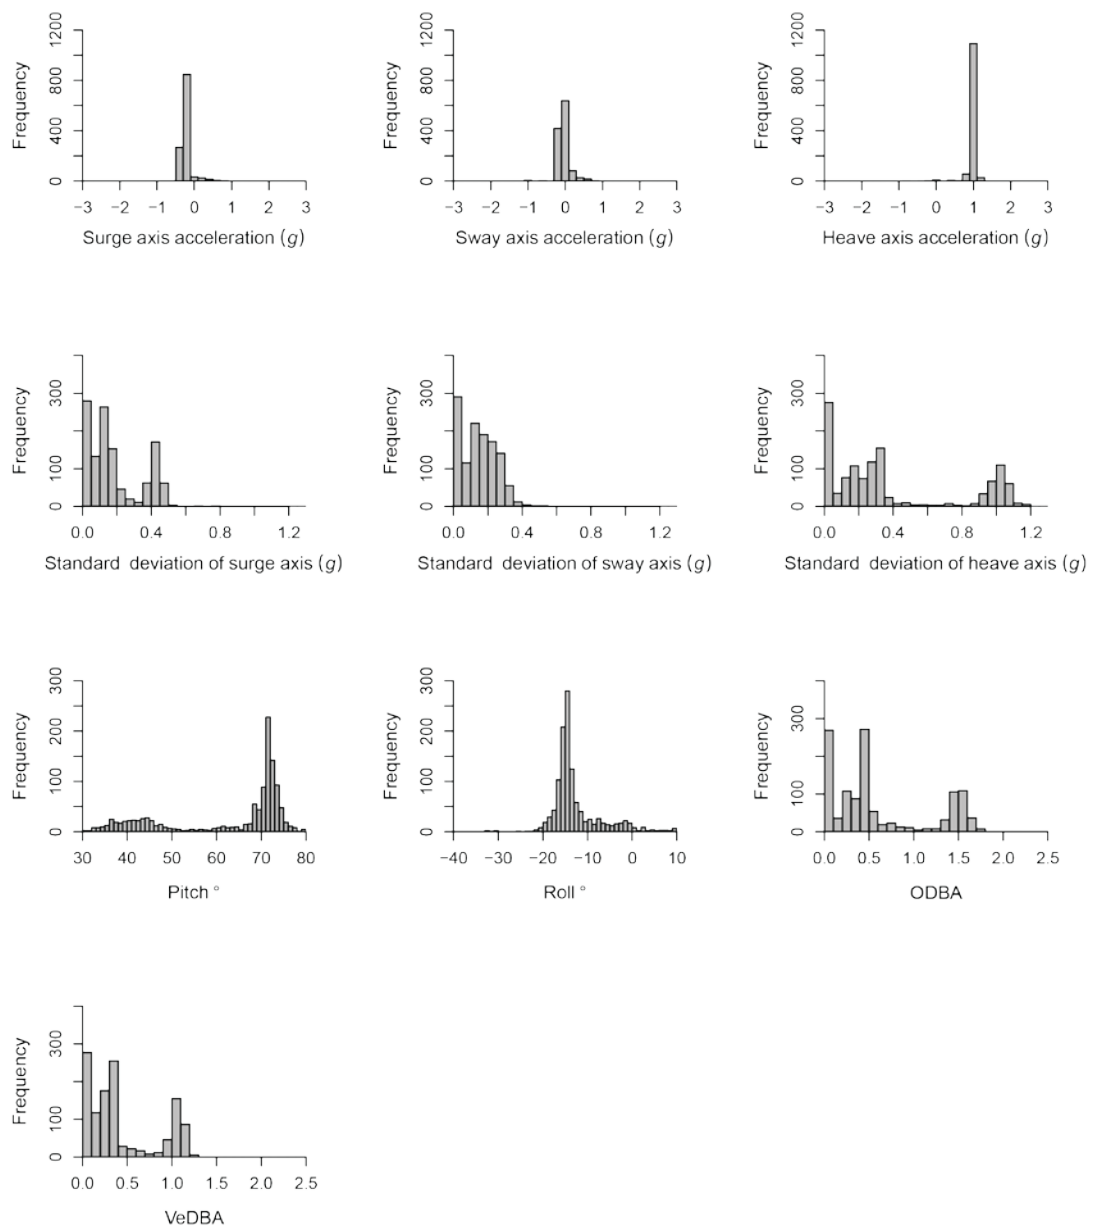 1200
800
400
0
Frequency
−3 −2 −1 0 1 2 3
Surge axis acceleration (g)
1200
800
400
0
Frequency
−3 −2 −1 0 1 2 3
Sway axis acceleration (g)
1200
800
400
0
Frequency
−3 −2 −1 0 1 2 3
Heave axis acceleration (g)
300
100
0
Frequency
0.0 0.4 0.8 1.2
Standard deviation of surge axis (g)
300
100
0
Frequency
0.0 0.4 0.8 1.2
Standard deviation of sway axis (g)
300
100
0
Frequency
0.0 0.4 0.8 1.2
Standard deviation of heave axis (g)
300
200
100
0
Frequency
30 40 50 60 70 80
Pitch °
300
200
100
0
Frequency
−40 −30 −20 −10 0 10
Roll °
300
100
0
Frequency
0.0 0.5 1.0 1.5 2.0 2.5
ODBA
300
100
0
Frequency
0.0 0.5 1.0 1.5 2.0 2.5
VeDBA